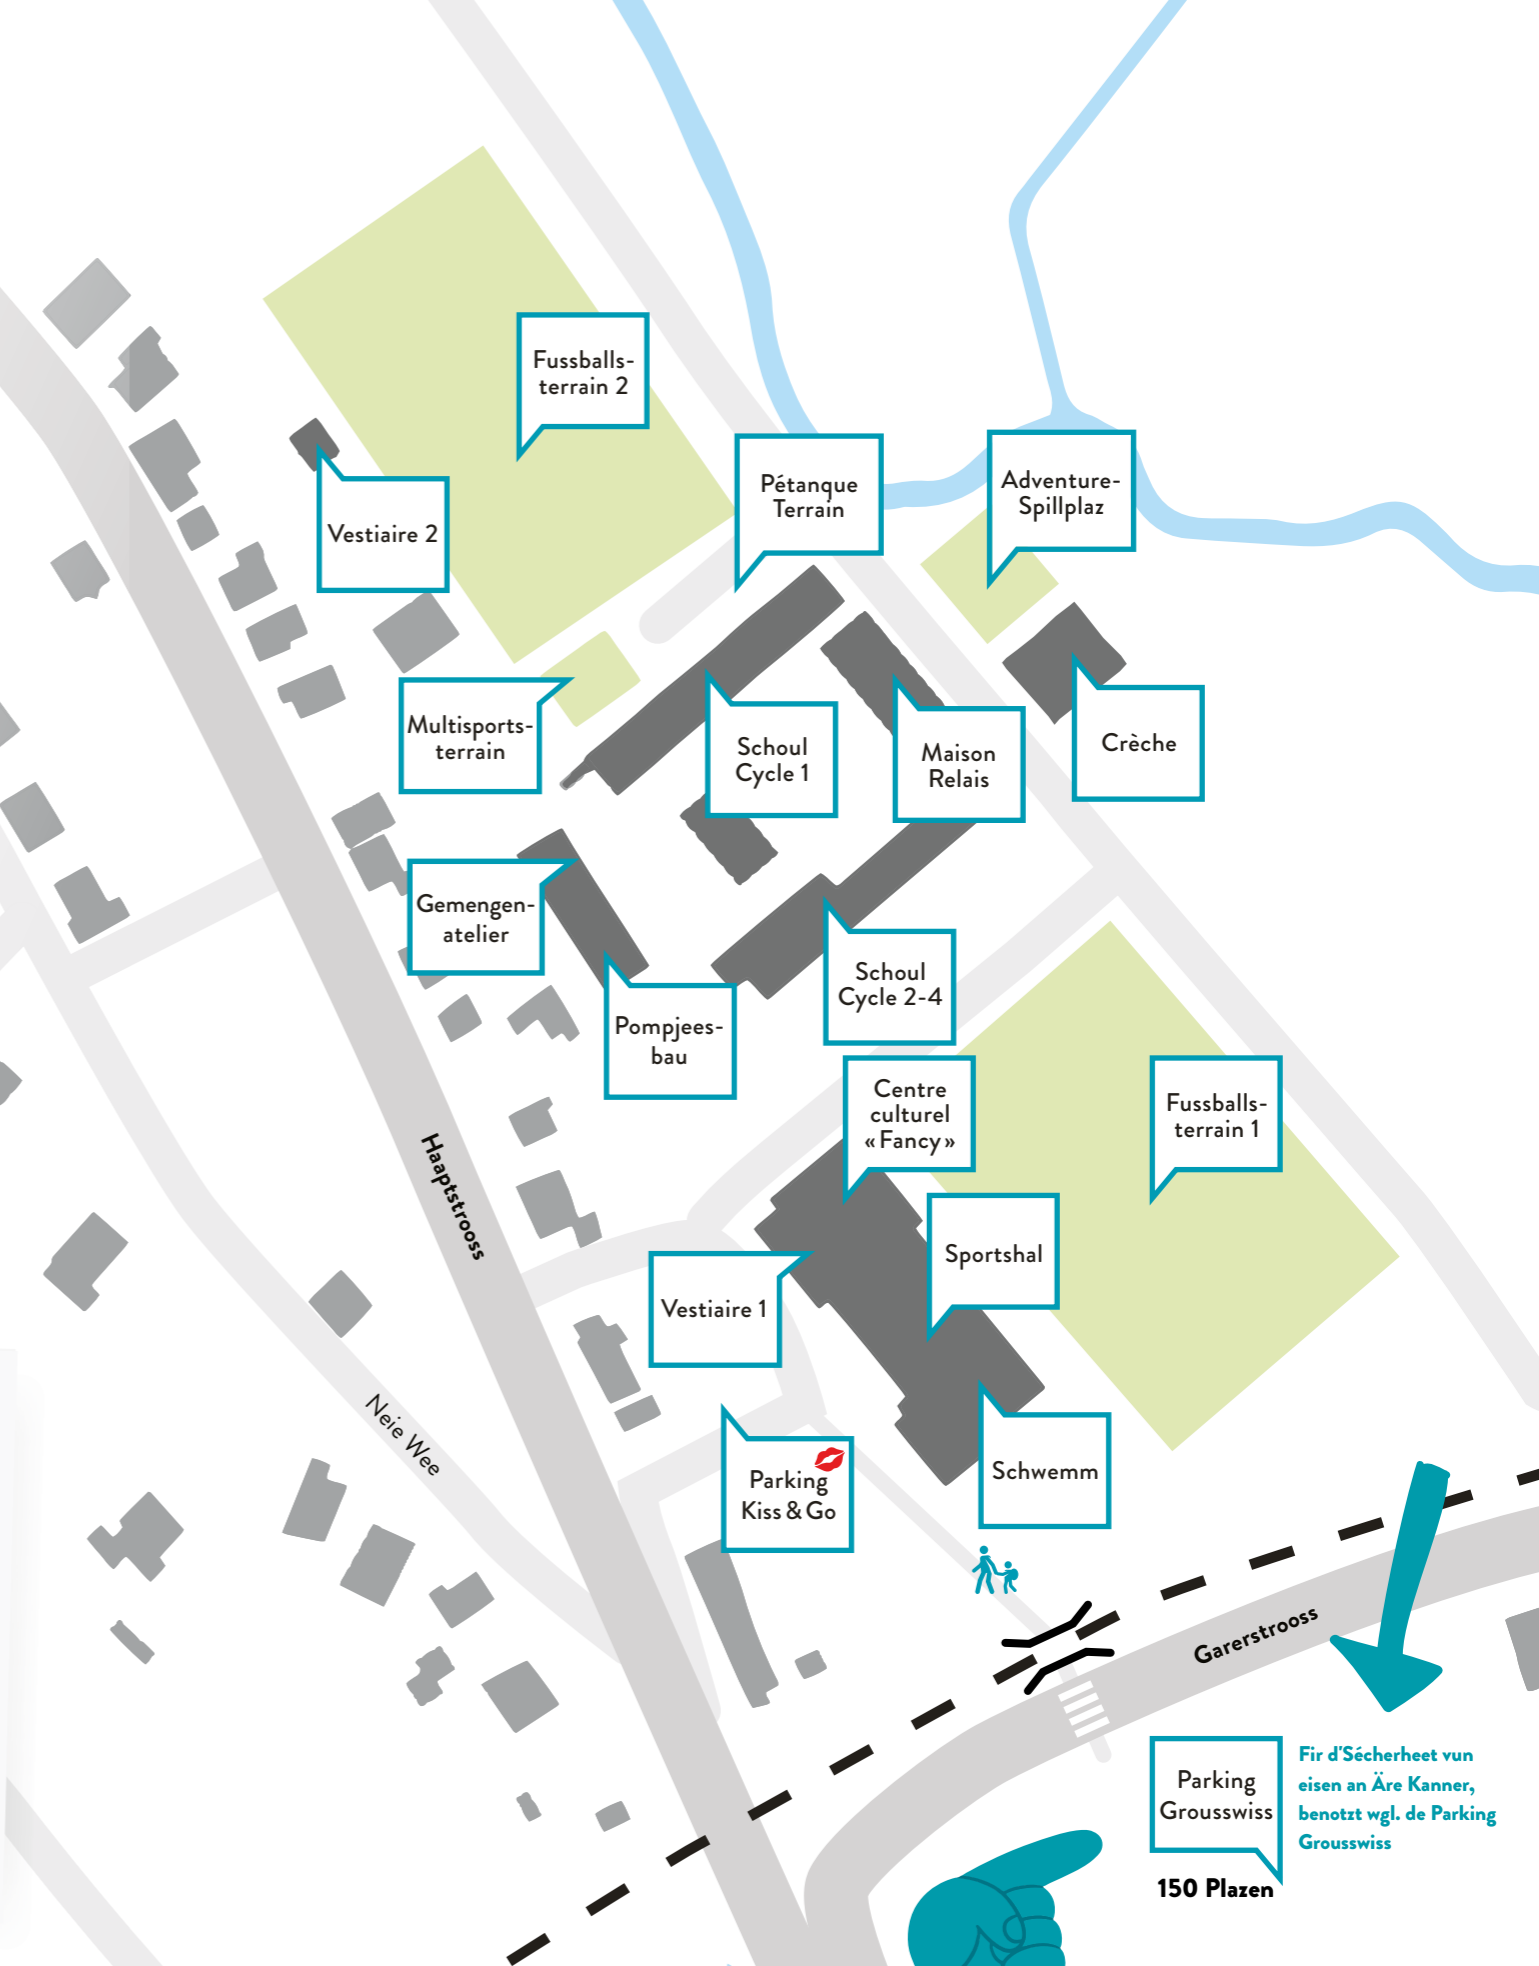 Fussballs-
terrain 2
Pétanque
Terrain
Adventure-
Spillplaz
Vestiaire 2
Multisports-
terrain
Schoul
Cycle 1
Maison
Relais
Crèche
Gemengen-
atelier
Schoul
Cycle 2-4
Pompjees-
bau
Centre
culturel
«Fancy»
Fussballs-
terrain 1
Haaptstrooss
Sportshal
Vestiaire 1
Neie Wee
Parking
Kiss & Go
Schwemm
Garerstrooss
Parking
Grousswiss
150 Plazen
Fir d'Sécherheet vun
eisen an Äre Kanner,
benotzt wgl. de Parking
Grousswiss